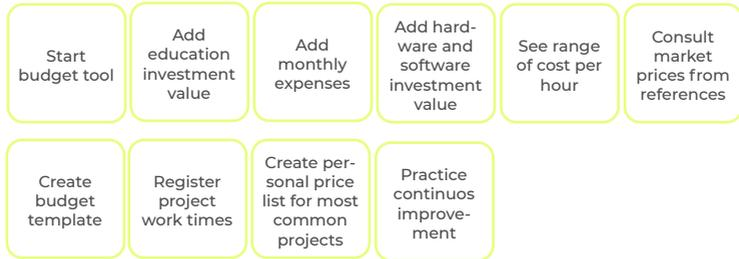 Start
budget tool
Add
education
investment
value
Add
monthly
expenses
Add hard-
ware and
software
investment
value
See range
of cost per
hour
Consult
market
prices from
references
Create
budget
template
Register
project
work times
Create per-
sonal price
list for most
common
projects
Practice
continuos
improve-
ment